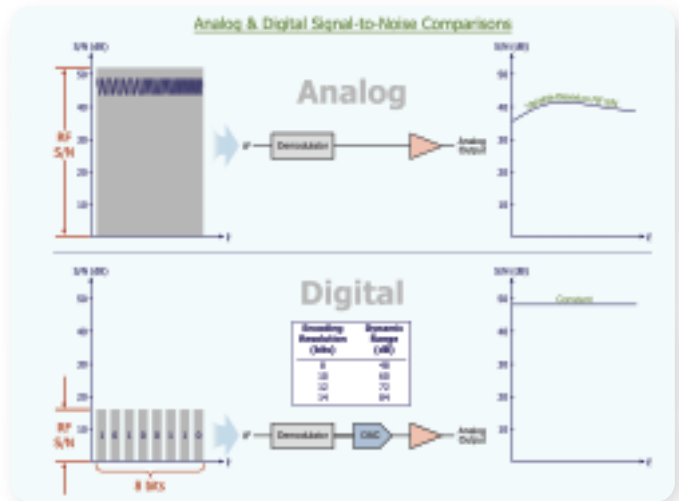 Analog & Digital Signal-to-Noise Comparisons
S/N (dB)
50
40
30
20
10
RF
S/N
F
Analog
IF
Demodulator
Analog
Output
S/N (dB)
50
40
30
20
10
F
S/N (dB)
50
40
30
20
10
RF
S/N
1 0 1 0 0 1 1 0
F
8 bits
Digital
Encoding
Resolution
(bits)
Dynamic
Range
(dB)
8 48
10 60
12 72
14 84
IF
Demodulator
DAC
Analog
Output
S/N (dB)
50
40
30
20
10
Constant
F